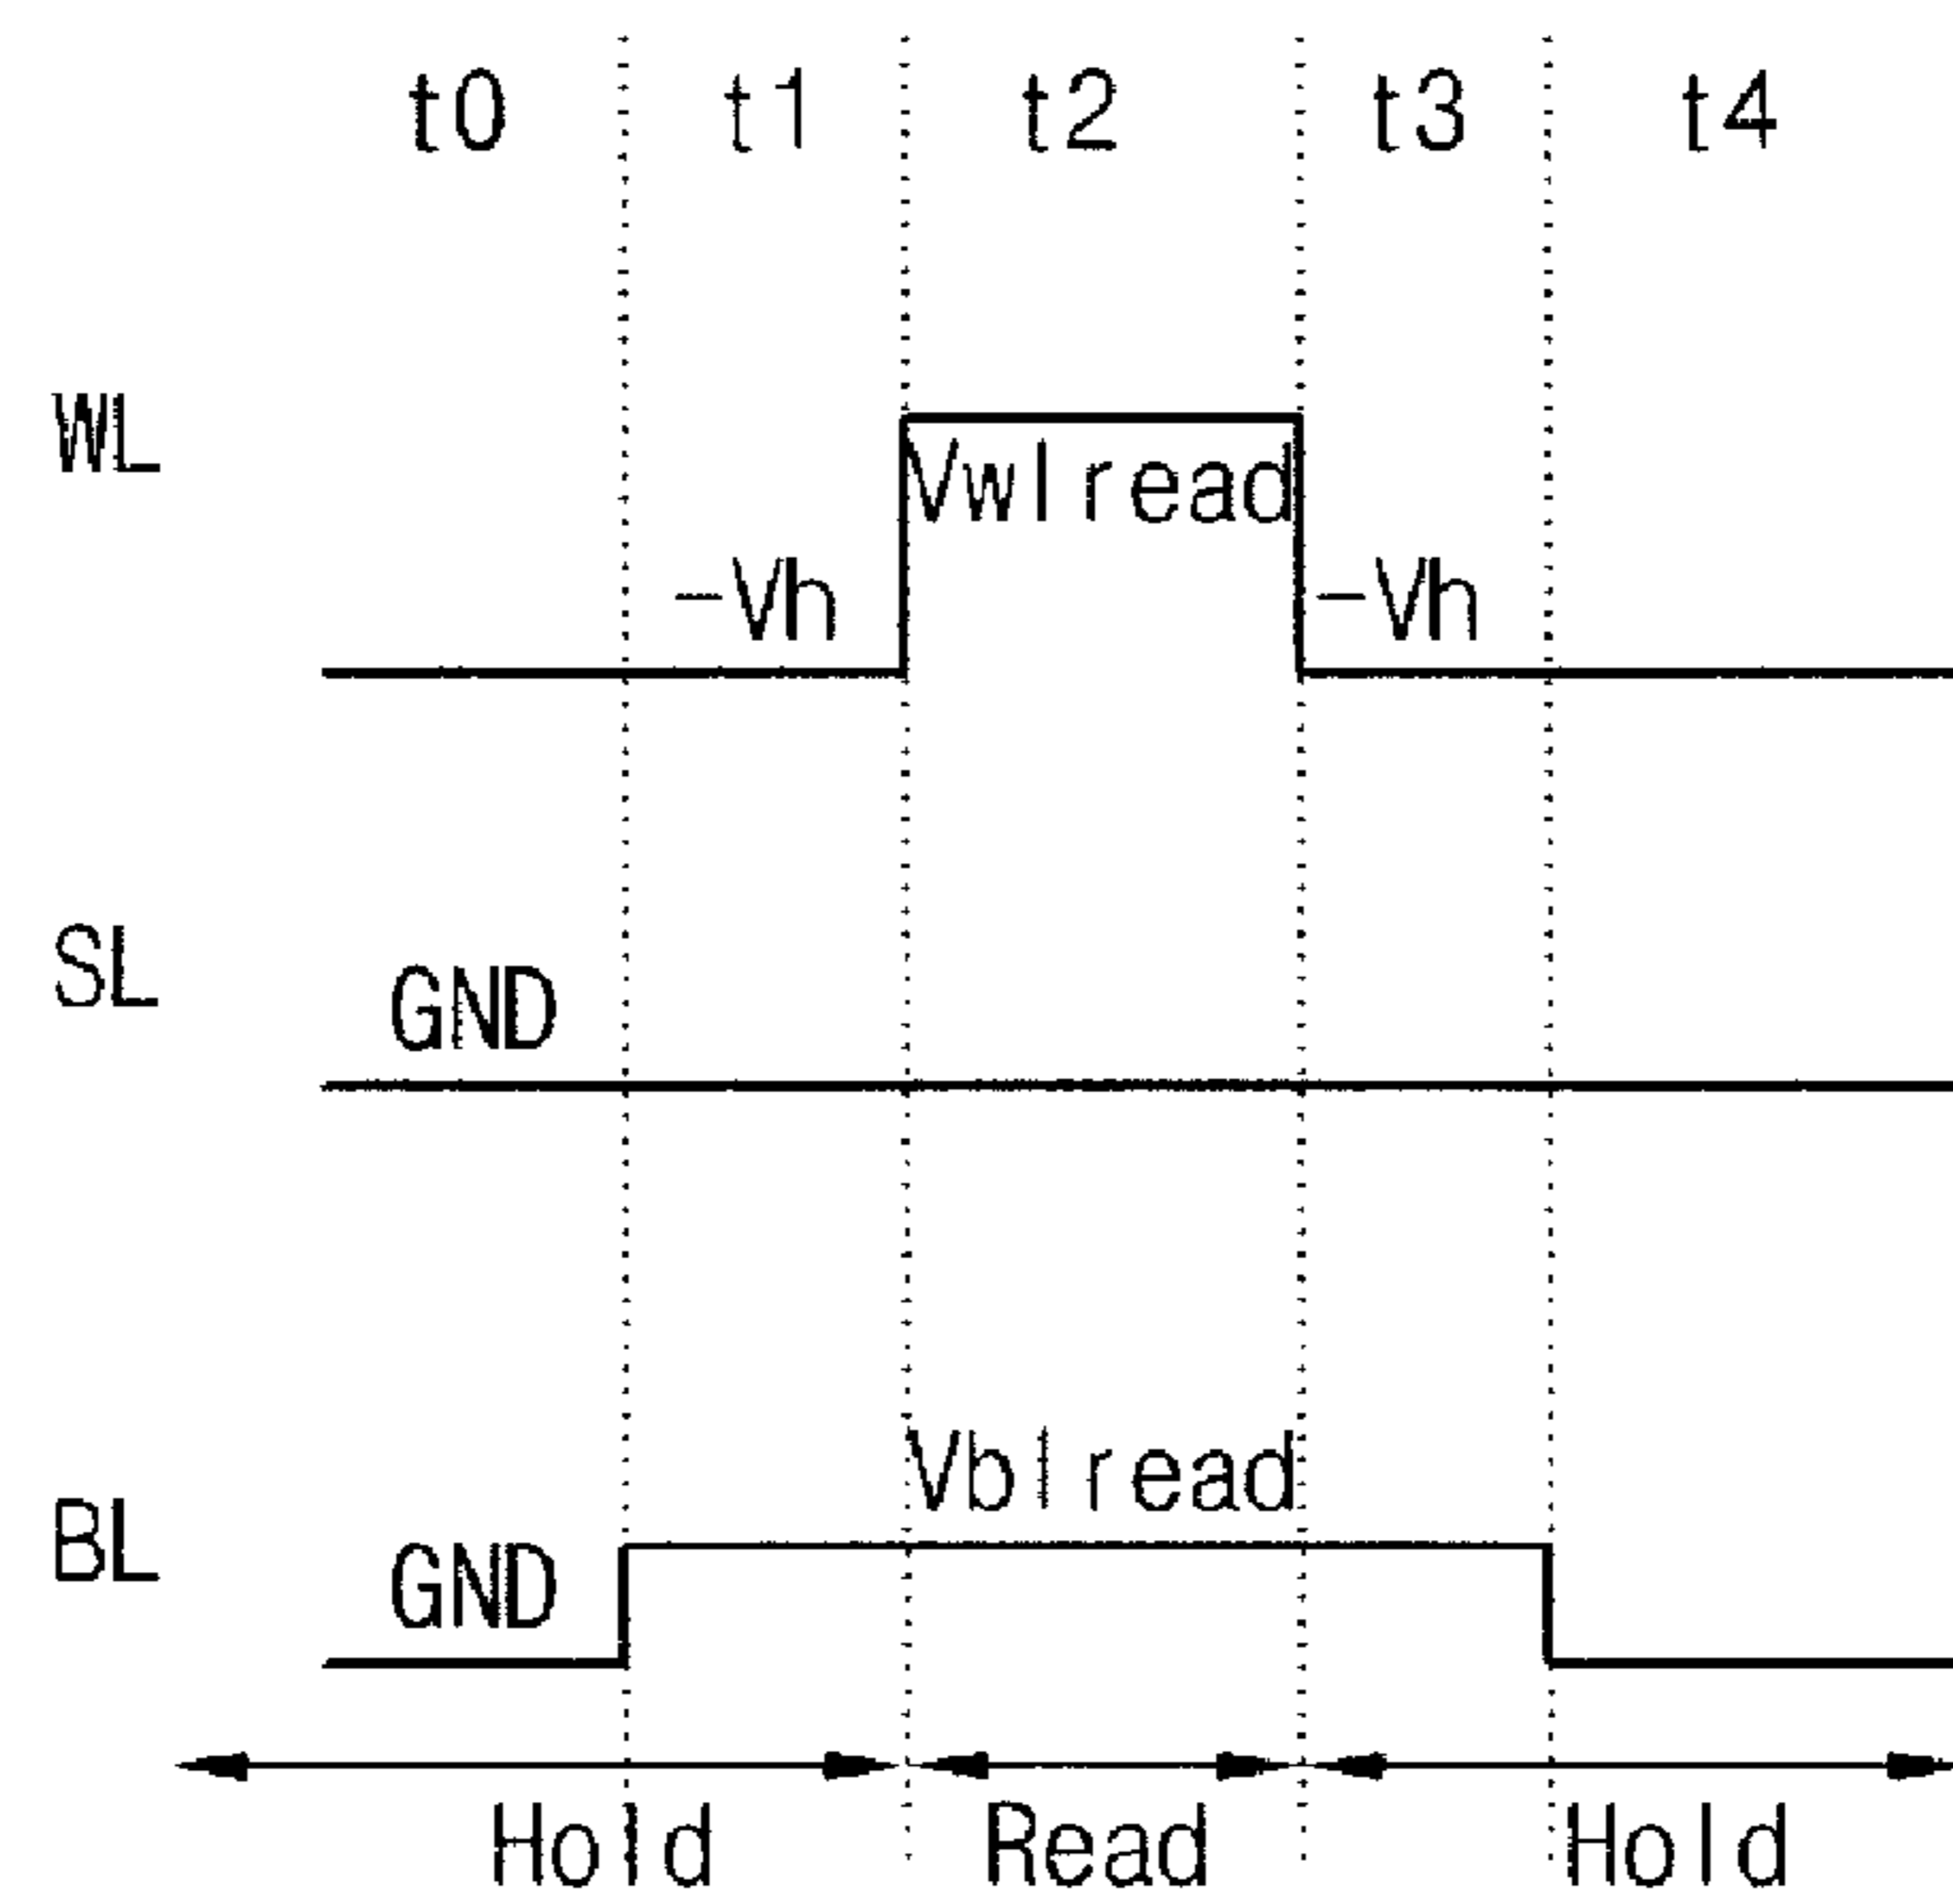 t0 t1 t2 t3 t4
WL
Vwlread
-Vh -Vh
SL
GND
Vblread
BL
GND
Hold Read Hold